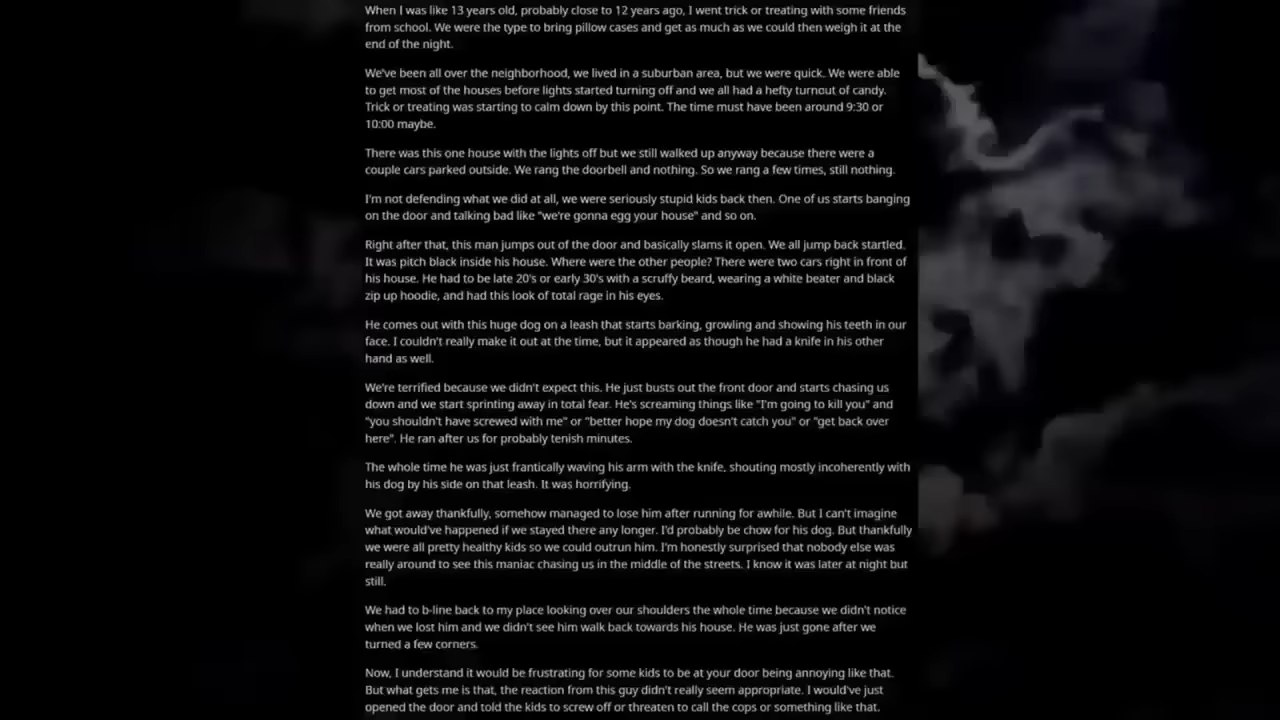 When I was like 13 years old, probably close to 12 years ago, I went trick or treating with some friends
from school. We were the type to bring pillow cases and get as much as we could then weigh it at the
end of the night.
We've been all over the neighborhood, we lived in a suburban area, but we were quick. We were able
to get most of the houses before lights started turning off and we all had a hefty turnout of candy.
Trick or treating was starting to calm down by this point. The time must have been around 9:30 or
10:00 maybe.
There was this one house with the lights off but we still walked up anyway because there were a
couple cars parked outside. We rang the doorbell and nothing. So we rang a few times, still nothing.
I'm not defending what we did at all, we were seriously stupid kids back then. One of us starts banging
on the door and talking bad like "we're gonna egg your house" and so on.
Right after that, this man jumps out of the door and basically slams it open. We all jump back startled.
It was pitch black inside his house. Where were the other people? There were two cars right in front of
his house. He had to be late 20's or early 30's with a scruffy beard, wearing a white beater and black
zip up hoodie, and had this look of total rage in his eyes.
He comes out with this huge dog on a leash that starts barking, growling and showing his teeth in our
face. I couldn't really make it out at the time, but it appeared as though he had a knife in his other
hand as well.
We're terrified because we didn't expect this. He just busts out the front door and starts chasing us
down and we start sprinting away in total fear. He's screaming things like "I'm going to kill you" and
"you shouldn't have screwed with me" or "better hope my dog doesn't catch you" or "get back over
here". He ran after us for probably tenish minutes.
The whole time he was just frantically waving his arm with the knife, shouting mostly incoherently with
his dog by his side on that leash. It was horrifying.
We got away thankfully, somehow managed to lose him after running for awhile. But I can't imagine
what would've happened if we stayed there any longer. I'd probably be chow for his dog. But thankfully
we were all pretty healthy kids so we could outrun him. I'm honestly surprised that nobody else was
really around to see this maniac chasing us in the middle of the streets. I know it was later at night but
still.
We had to b-line back to my place looking over our shoulders the whole time because we didn't notice
when we lost him and we didn't see him walk back towards his house. He was just gone after we
turned a few corners.
Now, I understand it would be frustrating for some kids to be at your door being annoying like that.
But what gets me is that, the reaction from this guy didn't really seem appropriate. I would've just
opened the door and told the kids to screw off or threaten to call the cops or something like that.